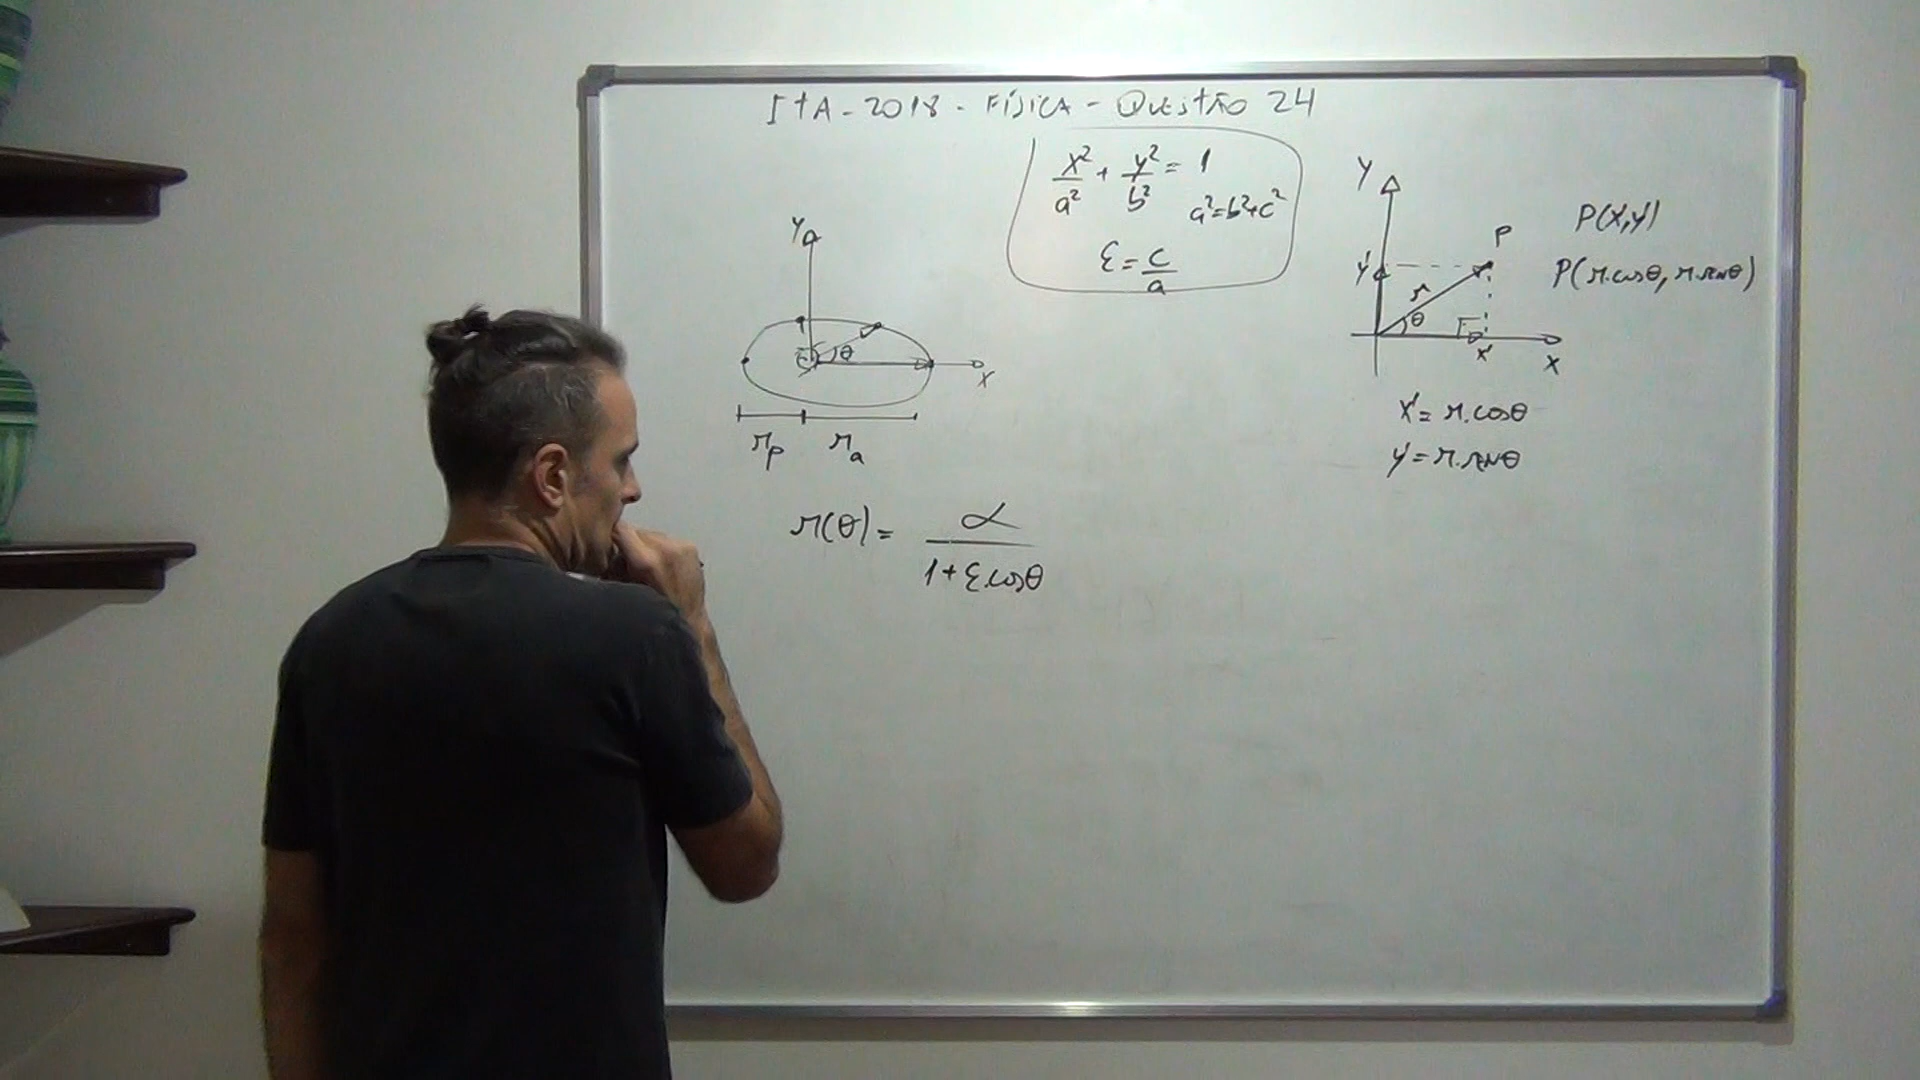 ITA - 2018 - FÍSICA - QUESTÃO 24
x²/a² + y²/b² = 1
a² = b² + c²
ε = c/a
Y
θ
X
r_p r_a
r(θ) = α/(1 + ε.cosθ)
Y
P
y'
r
θ
x'
X
P(x', y')
P(r.cosθ, r.senθ)
x' = r.cosθ
y' = r.senθ